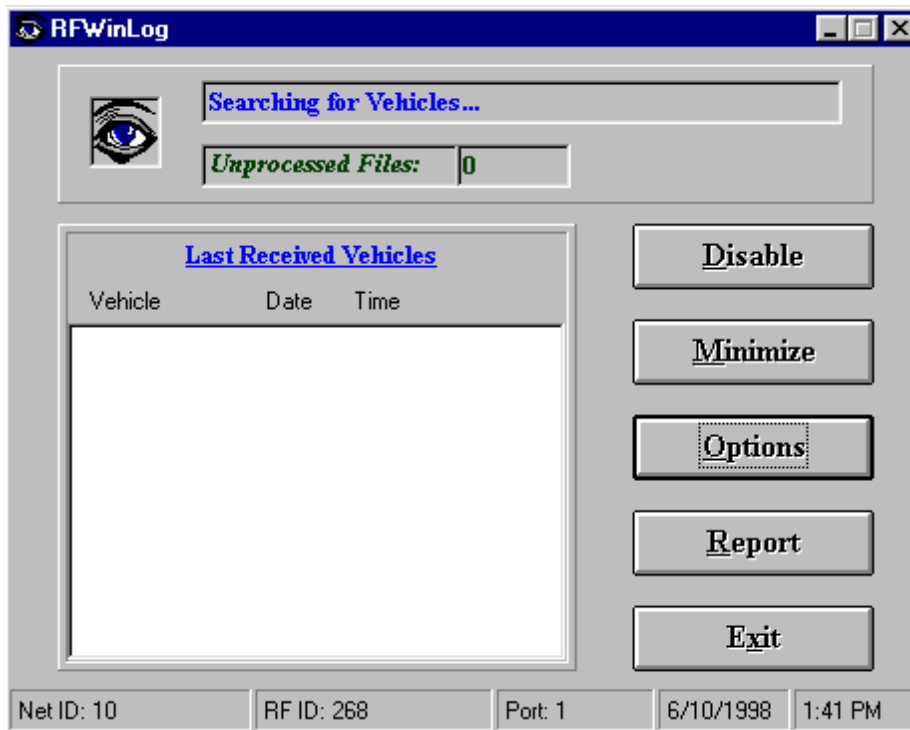 RFWinLog
Searching for Vehicles...
Unprocessed Files: 0
Last Received Vehicles
Vehicle Date Time
Disable
Minimize
Options
Report
Exit
Net ID: 10 RF ID: 268 Port: 1 6/10/1998 1:41 PM